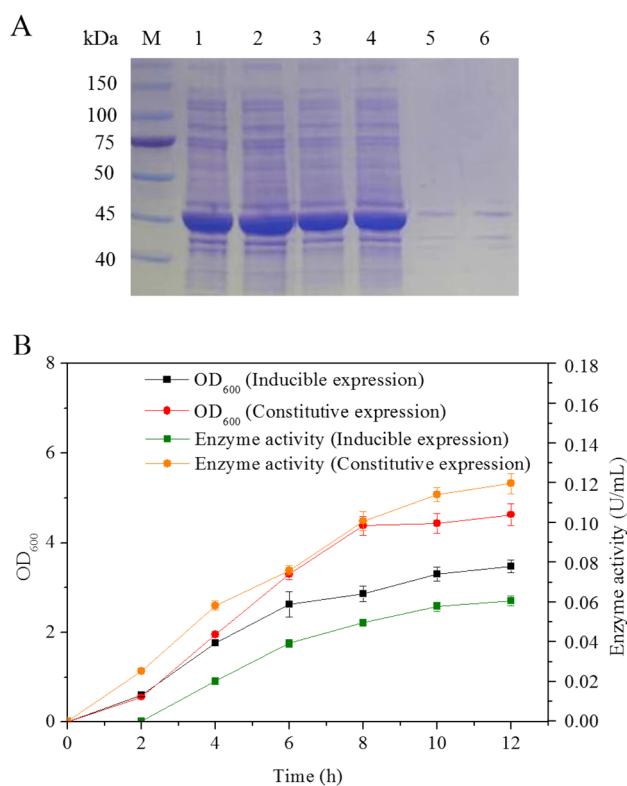 A
kDa M 1 2 3 4 5 6
150
100
75
50
45
40
B
8
6
4
2
0
OD600
OD600 (Inducible expression)
OD600 (Constitutive expression)
Enzyme activity (Inducible expression)
Enzyme activity (Constitutive expression)
0.18
0.16
0.14
0.12
0.10
0.08
0.06
0.04
0.02
0.00
Enzyme activity (U/mL)
0 2 4 6 8 10 12
Time (h)